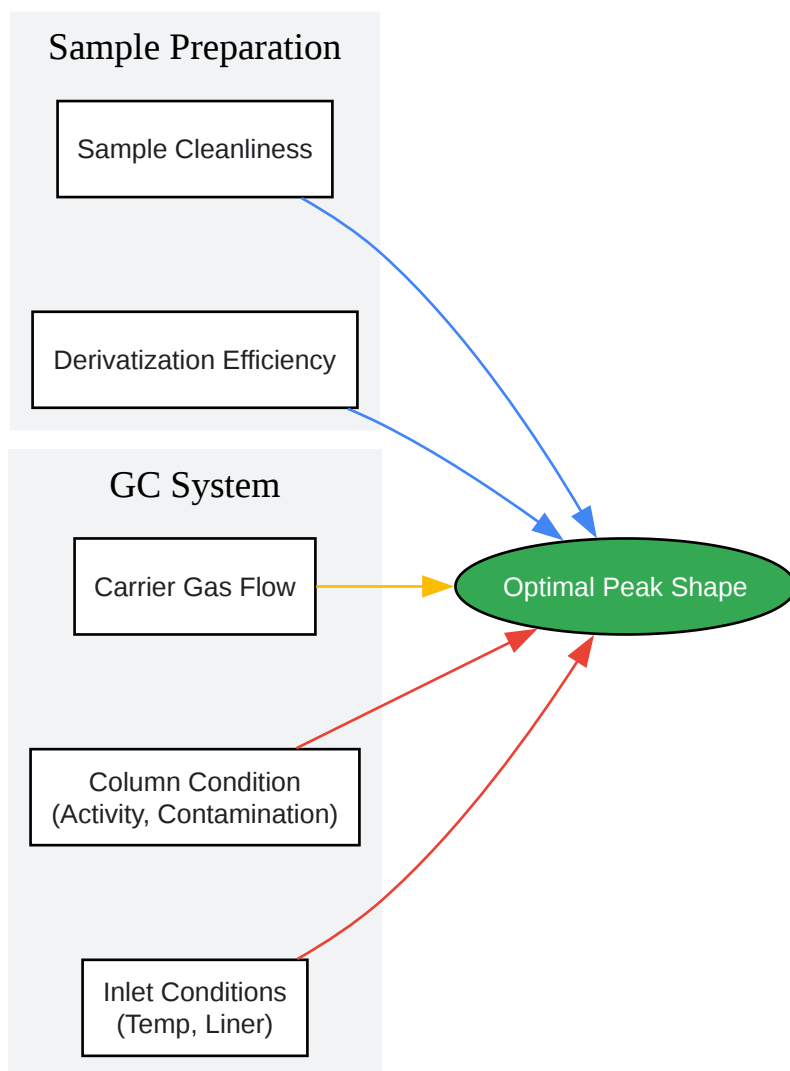 Sample Preparation
Sample Cleanliness
Derivatization Efficiency
GC System
Carrier Gas Flow
Optimal Peak Shape
Column Condition
(Activity, Contamination)
Inlet Conditions
(Temp, Liner)